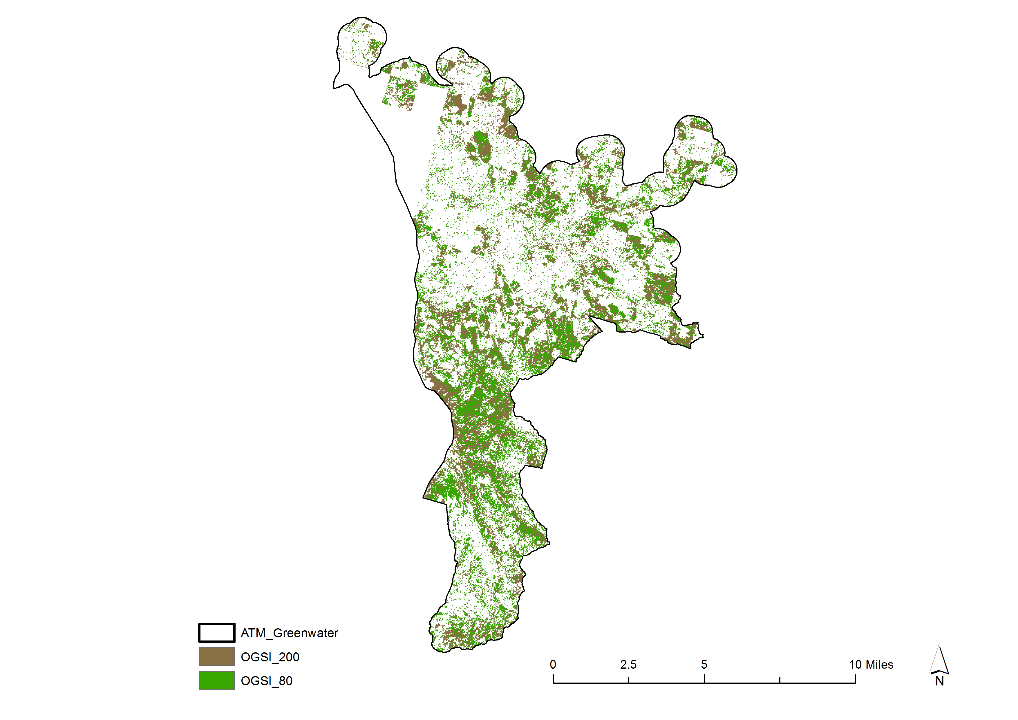 ATM_Greenwater
OGSI_200
OGSI_80
0 2.5 5 10 Miles
N